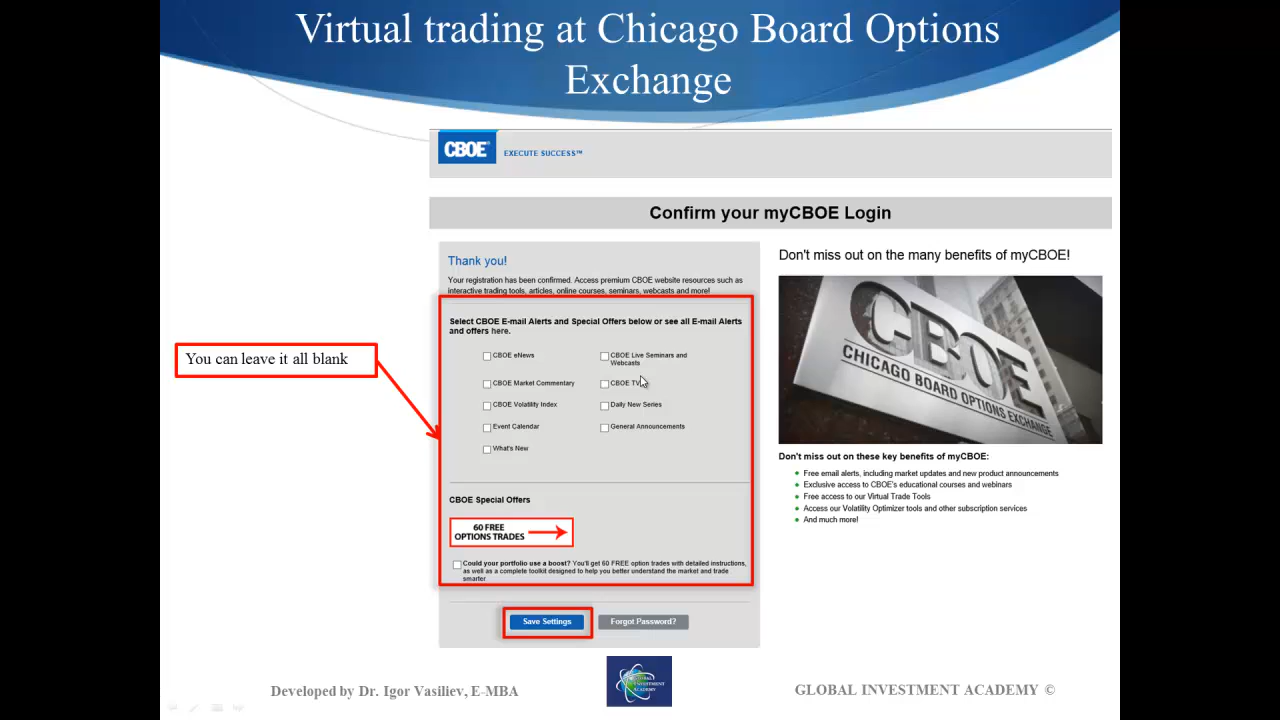 Virtual trading at Chicago Board Options
Exchange
CBOE
EXECUTE SUCCESS™
Confirm your myCBOE Login
Thank you!
Your registration has been confirmed. Access premium CBOE website resources such as
interactive trading tools, articles, online courses, seminars, webcasts and more!
Select CBOE E-mail Alerts and Special Offers below or see all E-mail Alerts
and offers here.
CBOE eNews
CBOE Live Seminars and
Webcasts
CBOE Market Commentary
CBOE TV
CBOE Volatility Index
Daily New Series
Event Calendar
General Announcements
What's New
CBOE Special Offers
60 FREE
OPTIONS TRADES
Could your portfolio use a boost? You'll get 60 FREE option trades with detailed instructions,
as well as a complete toolkit designed to help you better understand the market and trade
smarter
Save Settings
Forgot Password?
You can leave it all blank
Don't miss out on the many benefits of myCBOE!
CBOE
CHICAGO BOARD OPTIONS EXCHANGE
Don't miss out on these key benefits of myCBOE:
Free email alerts, including market updates and new product announcements
Exclusive access to CBOE's educational courses and webinars
Free access to our Virtual Trade Tools
Access our Volatility Optimizer tools and other subscription services
And much more!
Developed by Dr. Igor Vasiliev, E-MBA
GLOBAL
INVESTMENT
ACADEMY
GLOBAL INVESTMENT ACADEMY ©